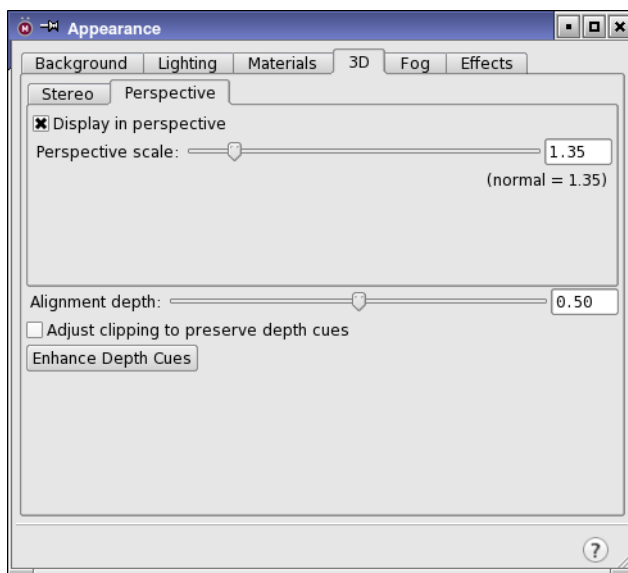 Appearance
Background Lighting Materials 3D Fog Effects
Stereo Perspective
Display in perspective
Perspective scale: 1.35
(normal = 1.35)
Alignment depth: 0.50
Adjust clipping to preserve depth cues
Enhance Depth Cues
?